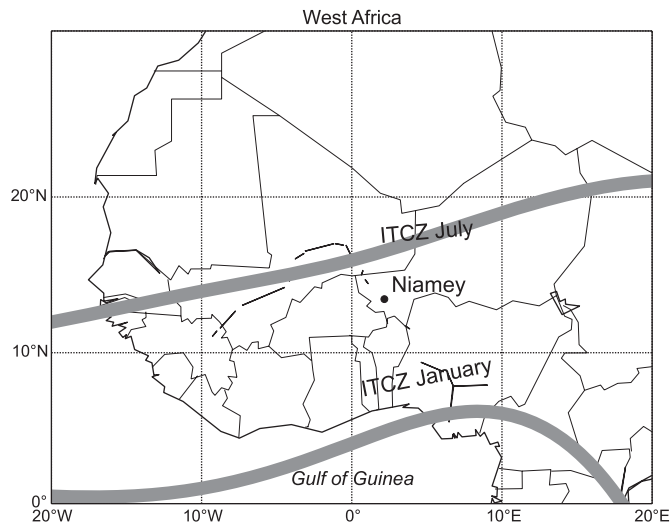 West Africa
20°N
ITCZ July
Niamey
10°N
ITCZ January
Gulf of Guinea
0°
20°W
10°W
0°
10°E
20°E